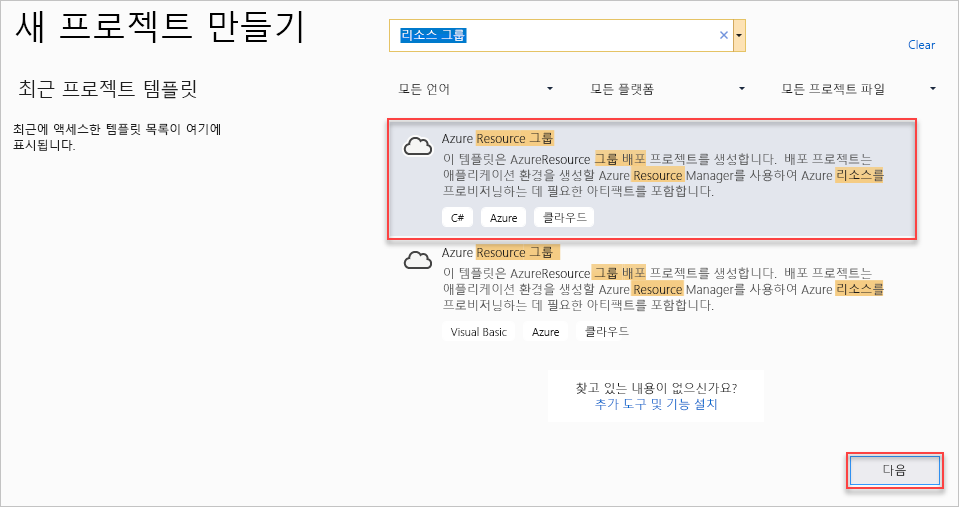 새 프로젝트 만들기
리소스 그룹
Clear
최근 프로젝트 템플릿
모든 언어
모든 플랫폼
모든 프로젝트 파일
최근에 액세스한 템플릿 목록이 여기에
표시됩니다.
Azure Resource 그룹
이 템플릿은 AzureResource 그룹 배포 프로젝트를 생성합니다. 배포 프로젝트는
애플리케이션 환경을 생성할 Azure Resource Manager를 사용하여 Azure 리소스를
프로비저닝하는 데 필요한 아티팩트를 포함합니다.
C# Azure 클라우드
Azure Resource 그룹
이 템플릿은 AzureResource 그룹 배포 프로젝트를 생성합니다. 배포 프로젝트는
애플리케이션 환경을 생성할 Azure Resource Manager를 사용하여 Azure 리소스를
프로비저닝하는 데 필요한 아티팩트를 포함합니다.
Visual Basic Azure 클라우드
찾고 있는 내용이 없으신가요?
추가 도구 및 기능 설치
다음